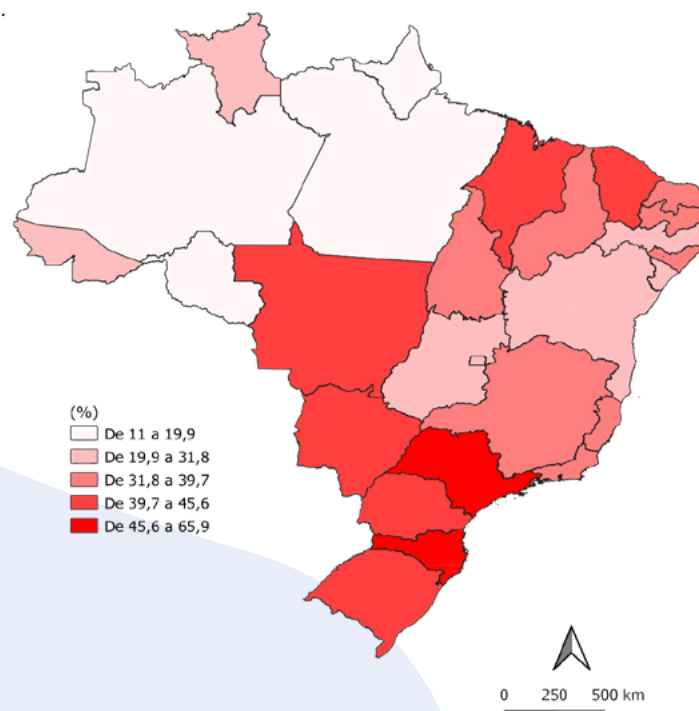 .
(%)
De 11 a 19,9
De 19,9 a 31,8
De 31,8 a 39,7
De 39,7 a 45,6
De 45,6 a 65,9
0 250 500 km